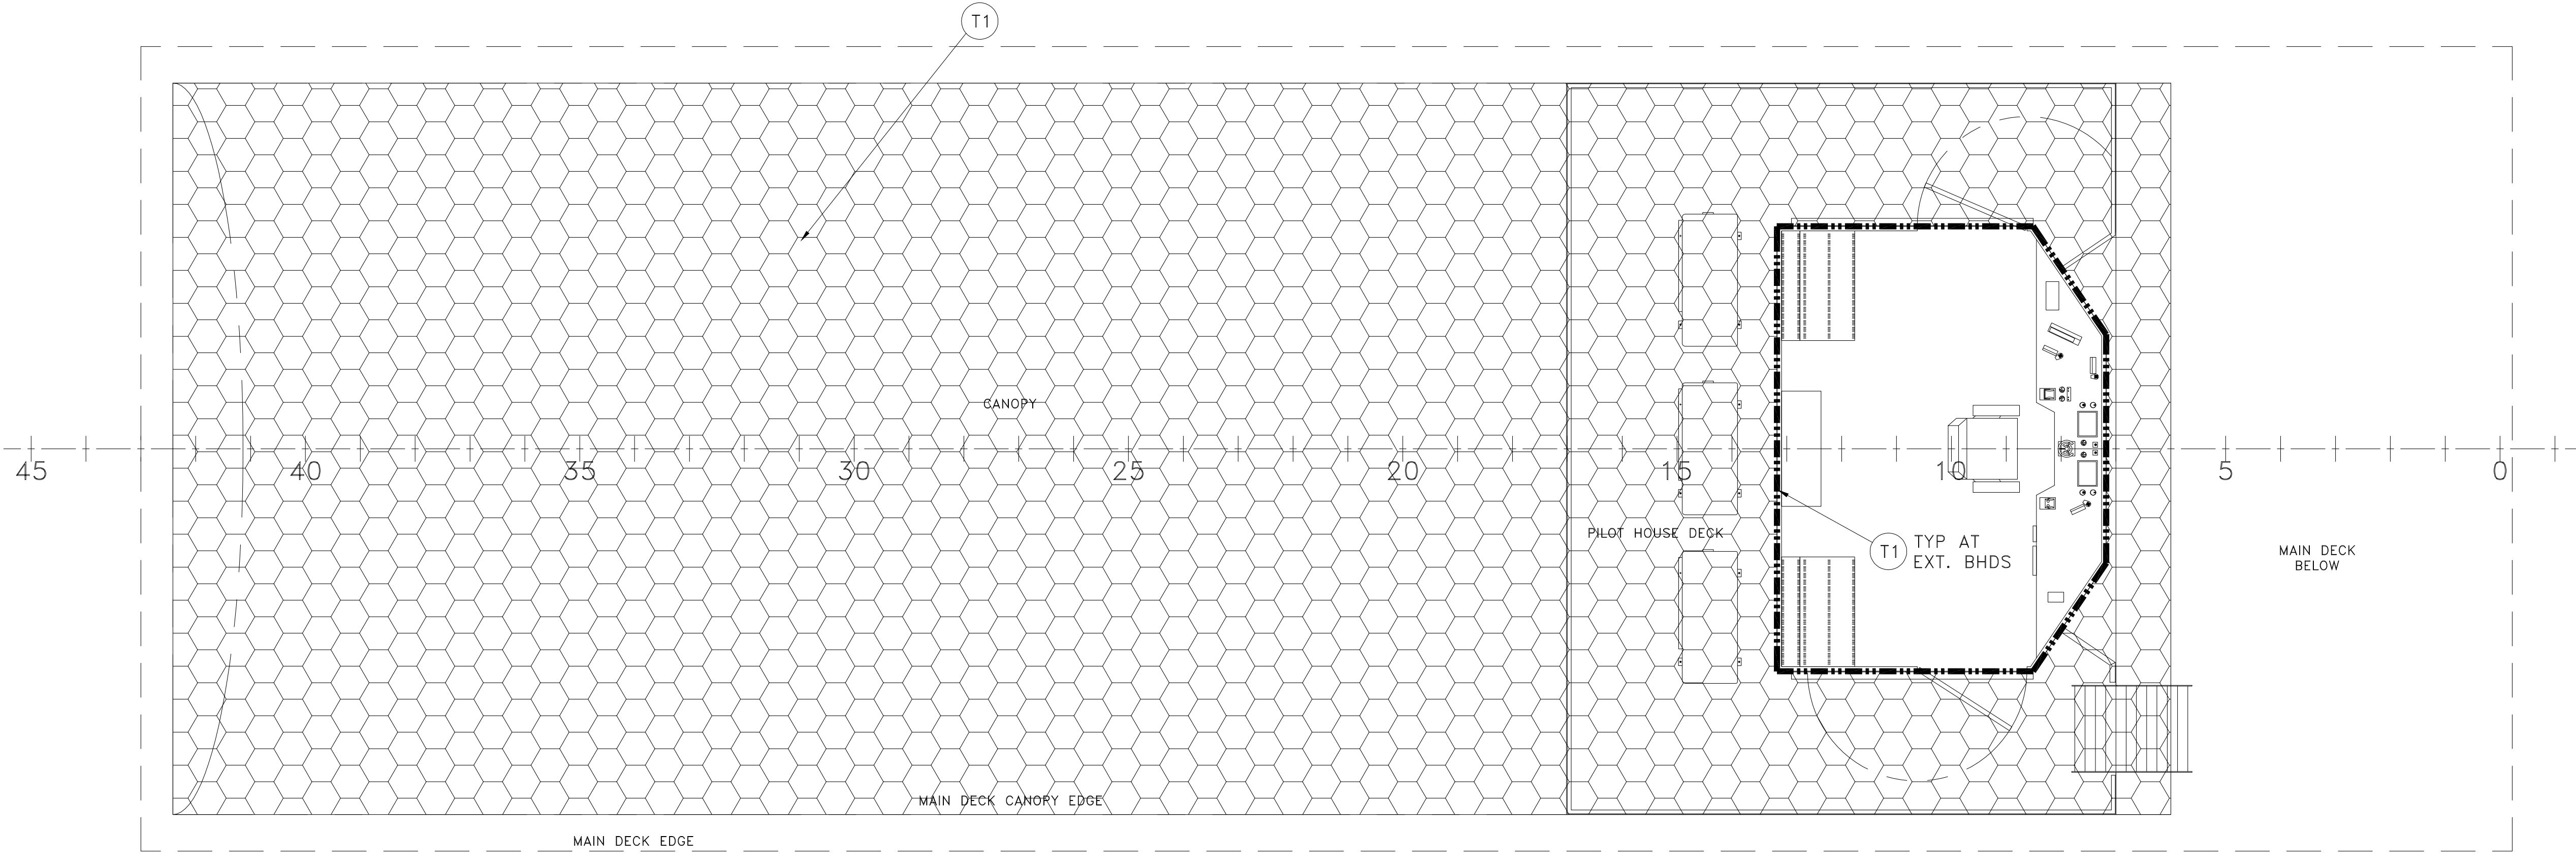 T1
CANOPY
45
40
35
30
25
20
15
10
5
0
PILOT HOUSE DECK
T1
TYP AT
EXT. BHDS
MAIN DECK
BELOW
MAIN DECK CANOPY EDGE
MAIN DECK EDGE